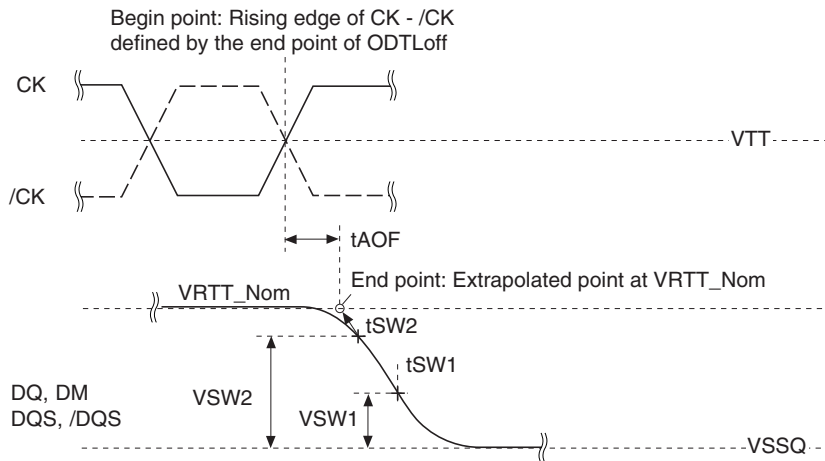 Begin point: Rising edge of CK - /CK
defined by the end point of ODTLoff
CK
VTT
/CK
tAOF
End point: Extrapolated point at VRTT_Nom
VRTT_Nom
tSW2
tSW1
VSW2
VSW1
DQ, DM
DQS, /DQS
VSSQ